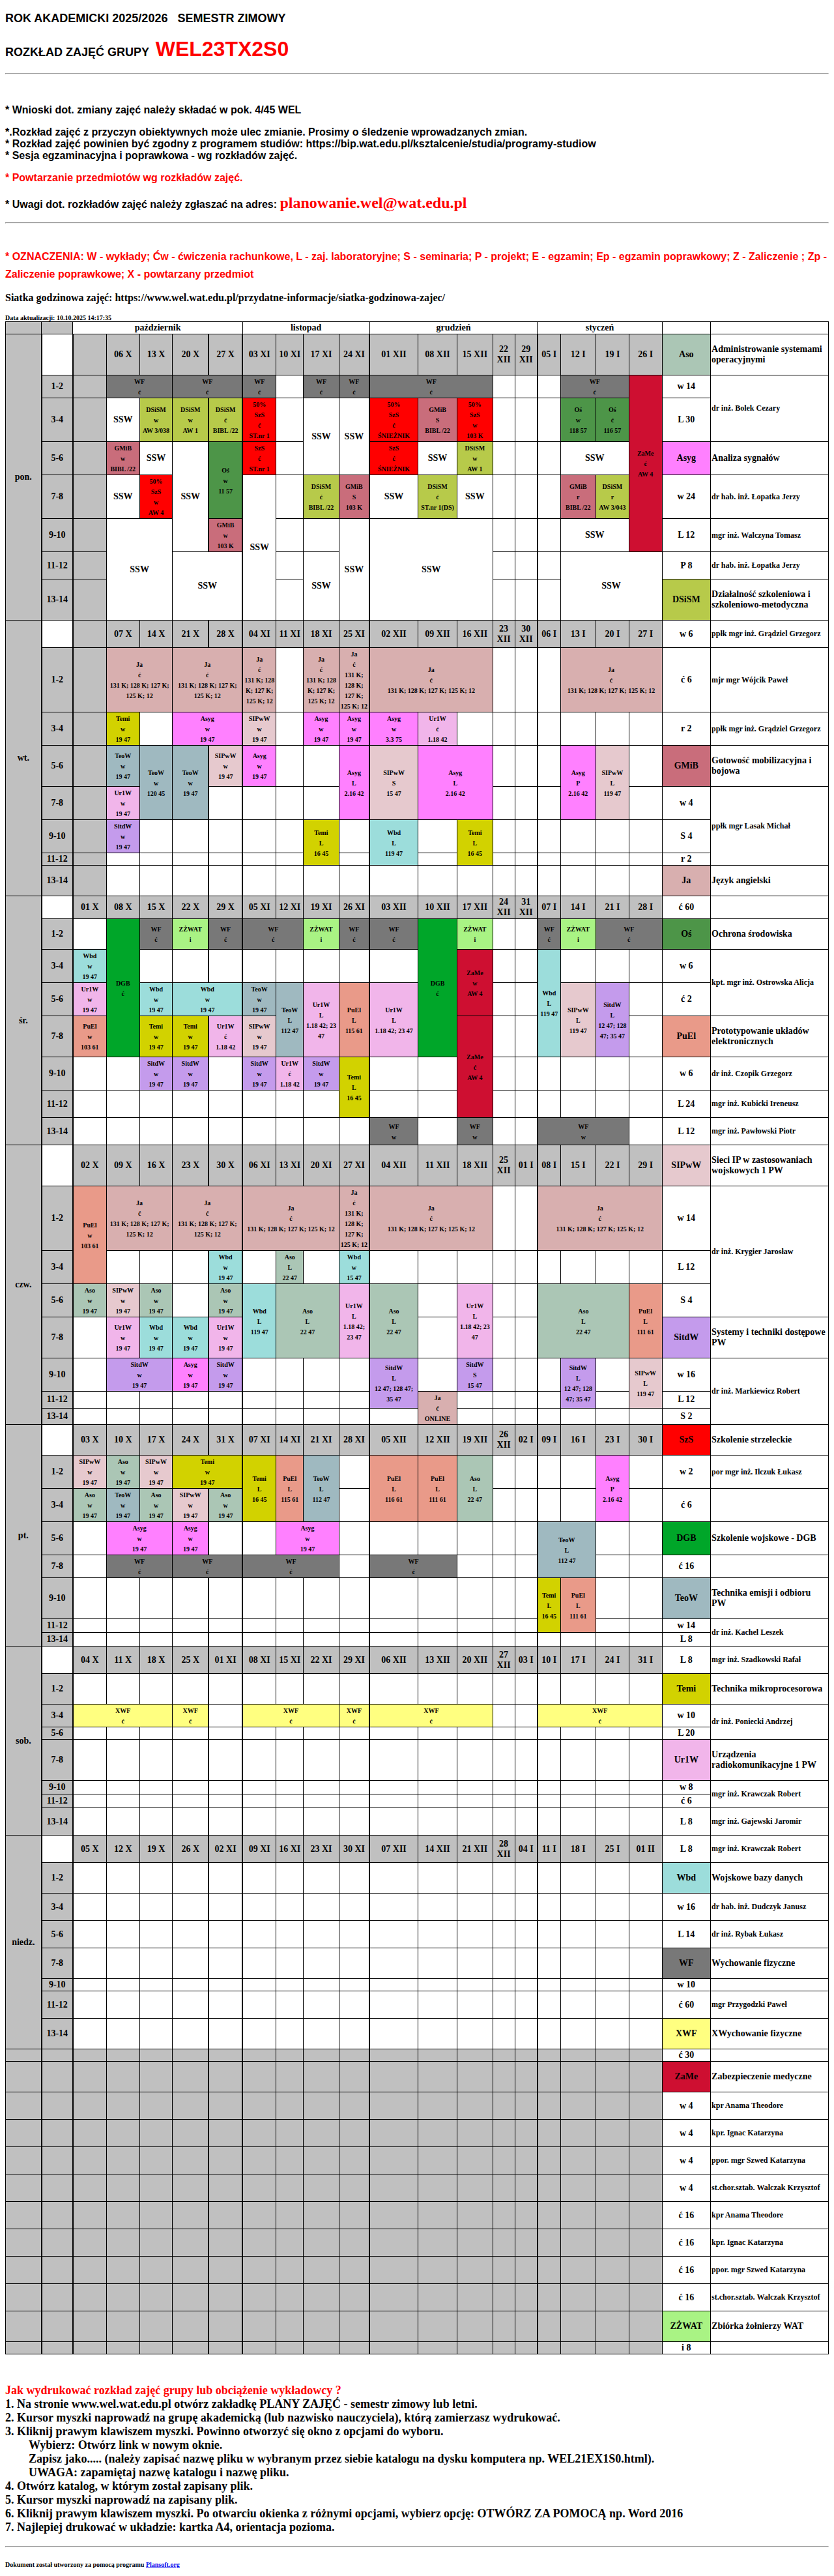 ROK AKADEMICKI 2025/2026 SEMESTR ZIMOWY
ROZKŁAD ZAJĘĆ GRUPY WEL23TX2S0
* Wnioski dot. zmiany zajęć należy składać w pok. 4/45 WEL
*.Rozkład zajęć z przyczyn obiektywnych może ulec zmianie. Prosimy o śledzenie wprowadzanych zmian.
* Rozkład zajęć powinien być zgodny z programem studiów: https://bip.wat.edu.pl/ksztalcenie/studia/programy-studiow
* Sesja egzaminacyjna i poprawkowa - wg rozkładów zajęć.
* Powtarzanie przedmiotów wg rozkładów zajęć.
* Uwagi dot. rozkładów zajęć należy zgłaszać na adres: planowanie.wel@wat.edu.pl
* OZNACZENIA: W - wykłady; Ćw - ćwiczenia rachunkowe, L - zaj. laboratoryjne; S - seminaria; P - projekt; E - egzamin; Ep - egzamin poprawkowy; Z - Zaliczenie ; Zp -
Zaliczenie poprawkowe; X - powtarzany przedmiot
Siatka godzinowa zajęć: https://www.wel.wat.edu.pl/przydatne-informacje/siatka-godzinowa-zajec/
Data aktualizacji: 10.10.2025 14:17:35
październik listopad grudzień styczeń
pon. 06 X 13 X 20 X 27 X 03 XI 10 XI 17 XI 24 XI 01 XII 08 XII 15 XII 22 XII 29 XII 05 I 12 I 19 I 26 I Aso Administrowanie systemami operacyjnymi
1-2 WF ć WF ć WF ć WF ć WF ć WF ć WF ć ZaMe ć AW 4 w 14 dr inż. Bolek Cezary
3-4 SSW DSiSM w AW 3/038 DSiSM w AW 1 DSiSM ć BIBL /22 50% SzS ć ST.nr 1 SSW SSW 50% SzS ć ŚNIEŻNIK GMiB S BIBL /22 50% SzS w 103 K Oś w 118 57 Oś ć 116 57 L 30
5-6 GMiB w BIBL /22 SSW SSW Oś w 11 57 SzS ć ST.nr 1 SzS ć ŚNIEŻNIK SSW DSiSM w AW 1 SSW Asyg Analiza sygnałów
7-8 SSW 50% SzS w AW 4 SSW DSiSM ć BIBL /22 GMiB S 103 K SSW DSiSM ć ST.nr 1(DS) SSW GMiB r BIBL /22 DSiSM r AW 3/043 w 24 dr hab. inż. Łopatka Jerzy
9-10 SSW GMiB w 103 K SSW SSW SSW L 12 mgr inż. Walczyna Tomasz
11-12 SSW SSW SSW P 8 dr hab. inż. Łopatka Jerzy
13-14 DSiSM Działalność szkoleniowa i szkoleniowo-metodyczna
wt. 07 X 14 X 21 X 28 X 04 XI 11 XI 18 XI 25 XI 02 XII 09 XII 16 XII 23 XII 30 XII 06 I 13 I 20 I 27 I w 6 ppłk mgr inż. Grądziel Grzegorz
1-2 Ja ć 131 K; 128 K; 127 K; 125 K; 12 Ja ć 131 K; 128 K; 127 K; 125 K; 12 Ja ć 131 K; 128 K; 127 K; 125 K; 12 Ja ć 131 K; 128 K; 127 K; 125 K; 12 Ja ć 131 K; 128 K; 127 K; 125 K; 12 Ja ć 131 K; 128 K; 127 K; 125 K; 12 Ja ć 131 K; 128 K; 127 K; 125 K; 12 ć 6 mjr mgr Wójcik Paweł
3-4 Temi w 19 47 Asyg w 19 47 SIPwW w 19 47 Asyg w 19 47 Asyg w 19 47 Asyg w 3.3 75 Ur1W ć 1.18 42 r 2 ppłk mgr inż. Grądziel Grzegorz
5-6 TeoW w 19 47 TeoW w 120 45 TeoW w 19 47 SIPwW w 19 47 Asyg w 19 47 Asyg L 2.16 42 SIPwW S 15 47 Asyg L 2.16 42 Asyg P 2.16 42 SIPwW L 119 47 GMiB Gotowość mobilizacyjna i bojowa
7-8 Ur1W w 19 47 w 4 ppłk mgr Lasak Michał
9-10 SitdW w 19 47 Temi L 16 45 Wbd L 119 47 Temi L 16 45 S 4
11-12 r 2
13-14 Ja Język angielski
śr. 01 X 08 X 15 X 22 X 29 X 05 XI 12 XI 19 XI 26 XI 03 XII 10 XII 17 XII 24 XII 31 XII 07 I 14 I 21 I 28 I ć 60
1-2 DGB ć WF ć ZŻWAT i WF ć WF ć ZŻWAT i WF ć WF ć DGB ć ZŻWAT i WF ć ZŻWAT i WF ć Oś Ochrona środowiska
3-4 Wbd w 19 47 ZaMe w AW 4 Wbd L 119 47 w 6 kpt. mgr inż. Ostrowska Alicja
5-6 Ur1W w 19 47 Wbd w 19 47 Wbd w 19 47 TeoW w 19 47 TeoW L 112 47 Ur1W L 1.18 42; 23 47 PuEl L 115 61 Ur1W L 1.18 42; 23 47 SIPwW L 119 47 SitdW L 12 47; 128 47; 35 47 ć 2
7-8 PuEl w 103 61 Temi w 19 47 Temi w 19 47 Ur1W ć 1.18 42 SIPwW w 19 47 ZaMe ć AW 4 PuEl Prototypowanie układów elektronicznych
9-10 SitdW w 19 47 SitdW w 19 47 SitdW w 19 47 Ur1W ć 1.18 42 SitdW w 19 47 Temi L 16 45 w 6 dr inż. Czopik Grzegorz
11-12 L 24 mgr inż. Kubicki Ireneusz
13-14 WF w WF w WF w L 12 mgr inż. Pawłowski Piotr
czw. 02 X 09 X 16 X 23 X 30 X 06 XI 13 XI 20 XI 27 XI 04 XII 11 XII 18 XII 25 XII 01 I 08 I 15 I 22 I 29 I SIPwW Sieci IP w zastosowaniach wojskowych 1 PW
1-2 PuEl w 103 61 Ja ć 131 K; 128 K; 127 K; 125 K; 12 Ja ć 131 K; 128 K; 127 K; 125 K; 12 Ja ć 131 K; 128 K; 127 K; 125 K; 12 Ja ć 131 K; 128 K; 127 K; 125 K; 12 Ja ć 131 K; 128 K; 127 K; 125 K; 12 Ja ć 131 K; 128 K; 127 K; 125 K; 12 w 14 dr inż. Krygier Jarosław
3-4 Wbd w 19 47 Aso L 22 47 Wbd w 15 47 L 12
5-6 Aso w 19 47 SIPwW w 19 47 Aso w 19 47 Aso w 19 47 Wbd L 119 47 Aso L 22 47 Ur1W L 1.18 42; 23 47 Aso L 22 47 Ur1W L 1.18 42; 23 47 Aso L 22 47 PuEl L 111 61 S 4
7-8 Ur1W w 19 47 Wbd w 19 47 Wbd w 19 47 Ur1W w 19 47 SitdW Systemy i techniki dostępowe PW
9-10 SitdW w 19 47 Asyg w 19 47 SitdW w 19 47 SitdW L 12 47; 128 47; 35 47 SitdW S 15 47 SitdW L 12 47; 128 47; 35 47 SIPwW L 119 47 w 16 dr inż. Markiewicz Robert
11-12 Ja ć ONLINE L 12
13-14 S 2
pt. 03 X 10 X 17 X 24 X 31 X 07 XI 14 XI 21 XI 28 XI 05 XII 12 XII 19 XII 26 XII 02 I 09 I 16 I 23 I 30 I SzS Szkolenie strzeleckie
1-2 SIPwW w 19 47 Aso w 19 47 SIPwW w 19 47 Temi w 19 47 Temi L 16 45 PuEl L 115 61 TeoW L 112 47 PuEl L 116 61 PuEl L 111 61 Aso L 22 47 Asyg P 2.16 42 w 2 por mgr inż. Ilczuk Łukasz
3-4 Aso w 19 47 TeoW w 19 47 Aso w 19 47 SIPwW w 19 47 Aso w 19 47 ć 6
5-6 Asyg w 19 47 Asyg w 19 47 Asyg w 19 47 TeoW L 112 47 DGB Szkolenie wojskowe - DGB
7-8 WF ć WF ć WF ć WF ć ć 16
9-10 Temi L 16 45 PuEl L 111 61 TeoW Technika emisji i odbioru PW
11-12 w 14 dr inż. Kachel Leszek
13-14 L 8
sob. 04 X 11 X 18 X 25 X 01 XI 08 XI 15 XI 22 XI 29 XI 06 XII 13 XII 20 XII 27 XII 03 I 10 I 17 I 24 I 31 I L 8 mgr inż. Szadkowski Rafał
1-2 Temi Technika mikroprocesorowa
3-4 XWF ć XWF ć XWF ć XWF ć XWF ć XWF ć w 10 dr inż. Poniecki Andrzej
5-6 L 20
7-8 Ur1W Urządzenia radiokomunikacyjne 1 PW
9-10 w 8 mgr inż. Krawczak Robert
11-12 ć 6
13-14 L 8 mgr inż. Gajewski Jaromir
niedz. 05 X 12 X 19 X 26 X 02 XI 09 XI 16 XI 23 XI 30 XI 07 XII 14 XII 21 XII 28 XII 04 I 11 I 18 I 25 I 01 II L 8 mgr inż. Krawczak Robert
1-2 Wbd Wojskowe bazy danych
3-4 w 16 dr hab. inż. Dudczyk Janusz
5-6 L 14 dr inż. Rybak Łukasz
7-8 WF Wychowanie fizyczne
9-10 w 10
11-12 ć 60 mgr Przygodzki Paweł
13-14 XWF XWychowanie fizyczne
ć 30
ZaMe Zabezpieczenie medyczne
w 4 kpr Anama Theodore
w 4 kpr. Ignac Katarzyna
w 4 ppor. mgr Szwed Katarzyna
w 4 st.chor.sztab. Walczak Krzysztof
ć 16 kpr Anama Theodore
ć 16 kpr. Ignac Katarzyna
ć 16 ppor. mgr Szwed Katarzyna
ć 16 st.chor.sztab. Walczak Krzysztof
ZŻWAT Zbiórka żołnierzy WAT
i 8
Jak wydrukować rozkład zajęć grupy lub obciążenie wykładowcy ?
1. Na stronie www.wel.wat.edu.pl otwórz zakładkę PLANY ZAJĘĆ - semestr zimowy lub letni.
2. Kursor myszki naprowadź na grupę akademicką (lub nazwisko nauczyciela), którą zamierzasz wydrukować.
3. Kliknij prawym klawiszem myszki. Powinno otworzyć się okno z opcjami do wyboru.
Wybierz: Otwórz link w nowym oknie.
Zapisz jako..... (należy zapisać nazwę pliku w wybranym przez siebie katalogu na dysku komputera np. WEL21EX1S0.html).
UWAGA: zapamiętaj nazwę katalogu i nazwę pliku.
4. Otwórz katalog, w którym został zapisany plik.
5. Kursor myszki naprowadź na zapisany plik.
6. Kliknij prawym klawiszem myszki. Po otwarciu okienka z różnymi opcjami, wybierz opcję: OTWÓRZ ZA POMOCĄ np. Word 2016
7. Najlepiej drukować w układzie: kartka A4, orientacja pozioma.
Dokument został utworzony za pomocą programu Plansoft.org